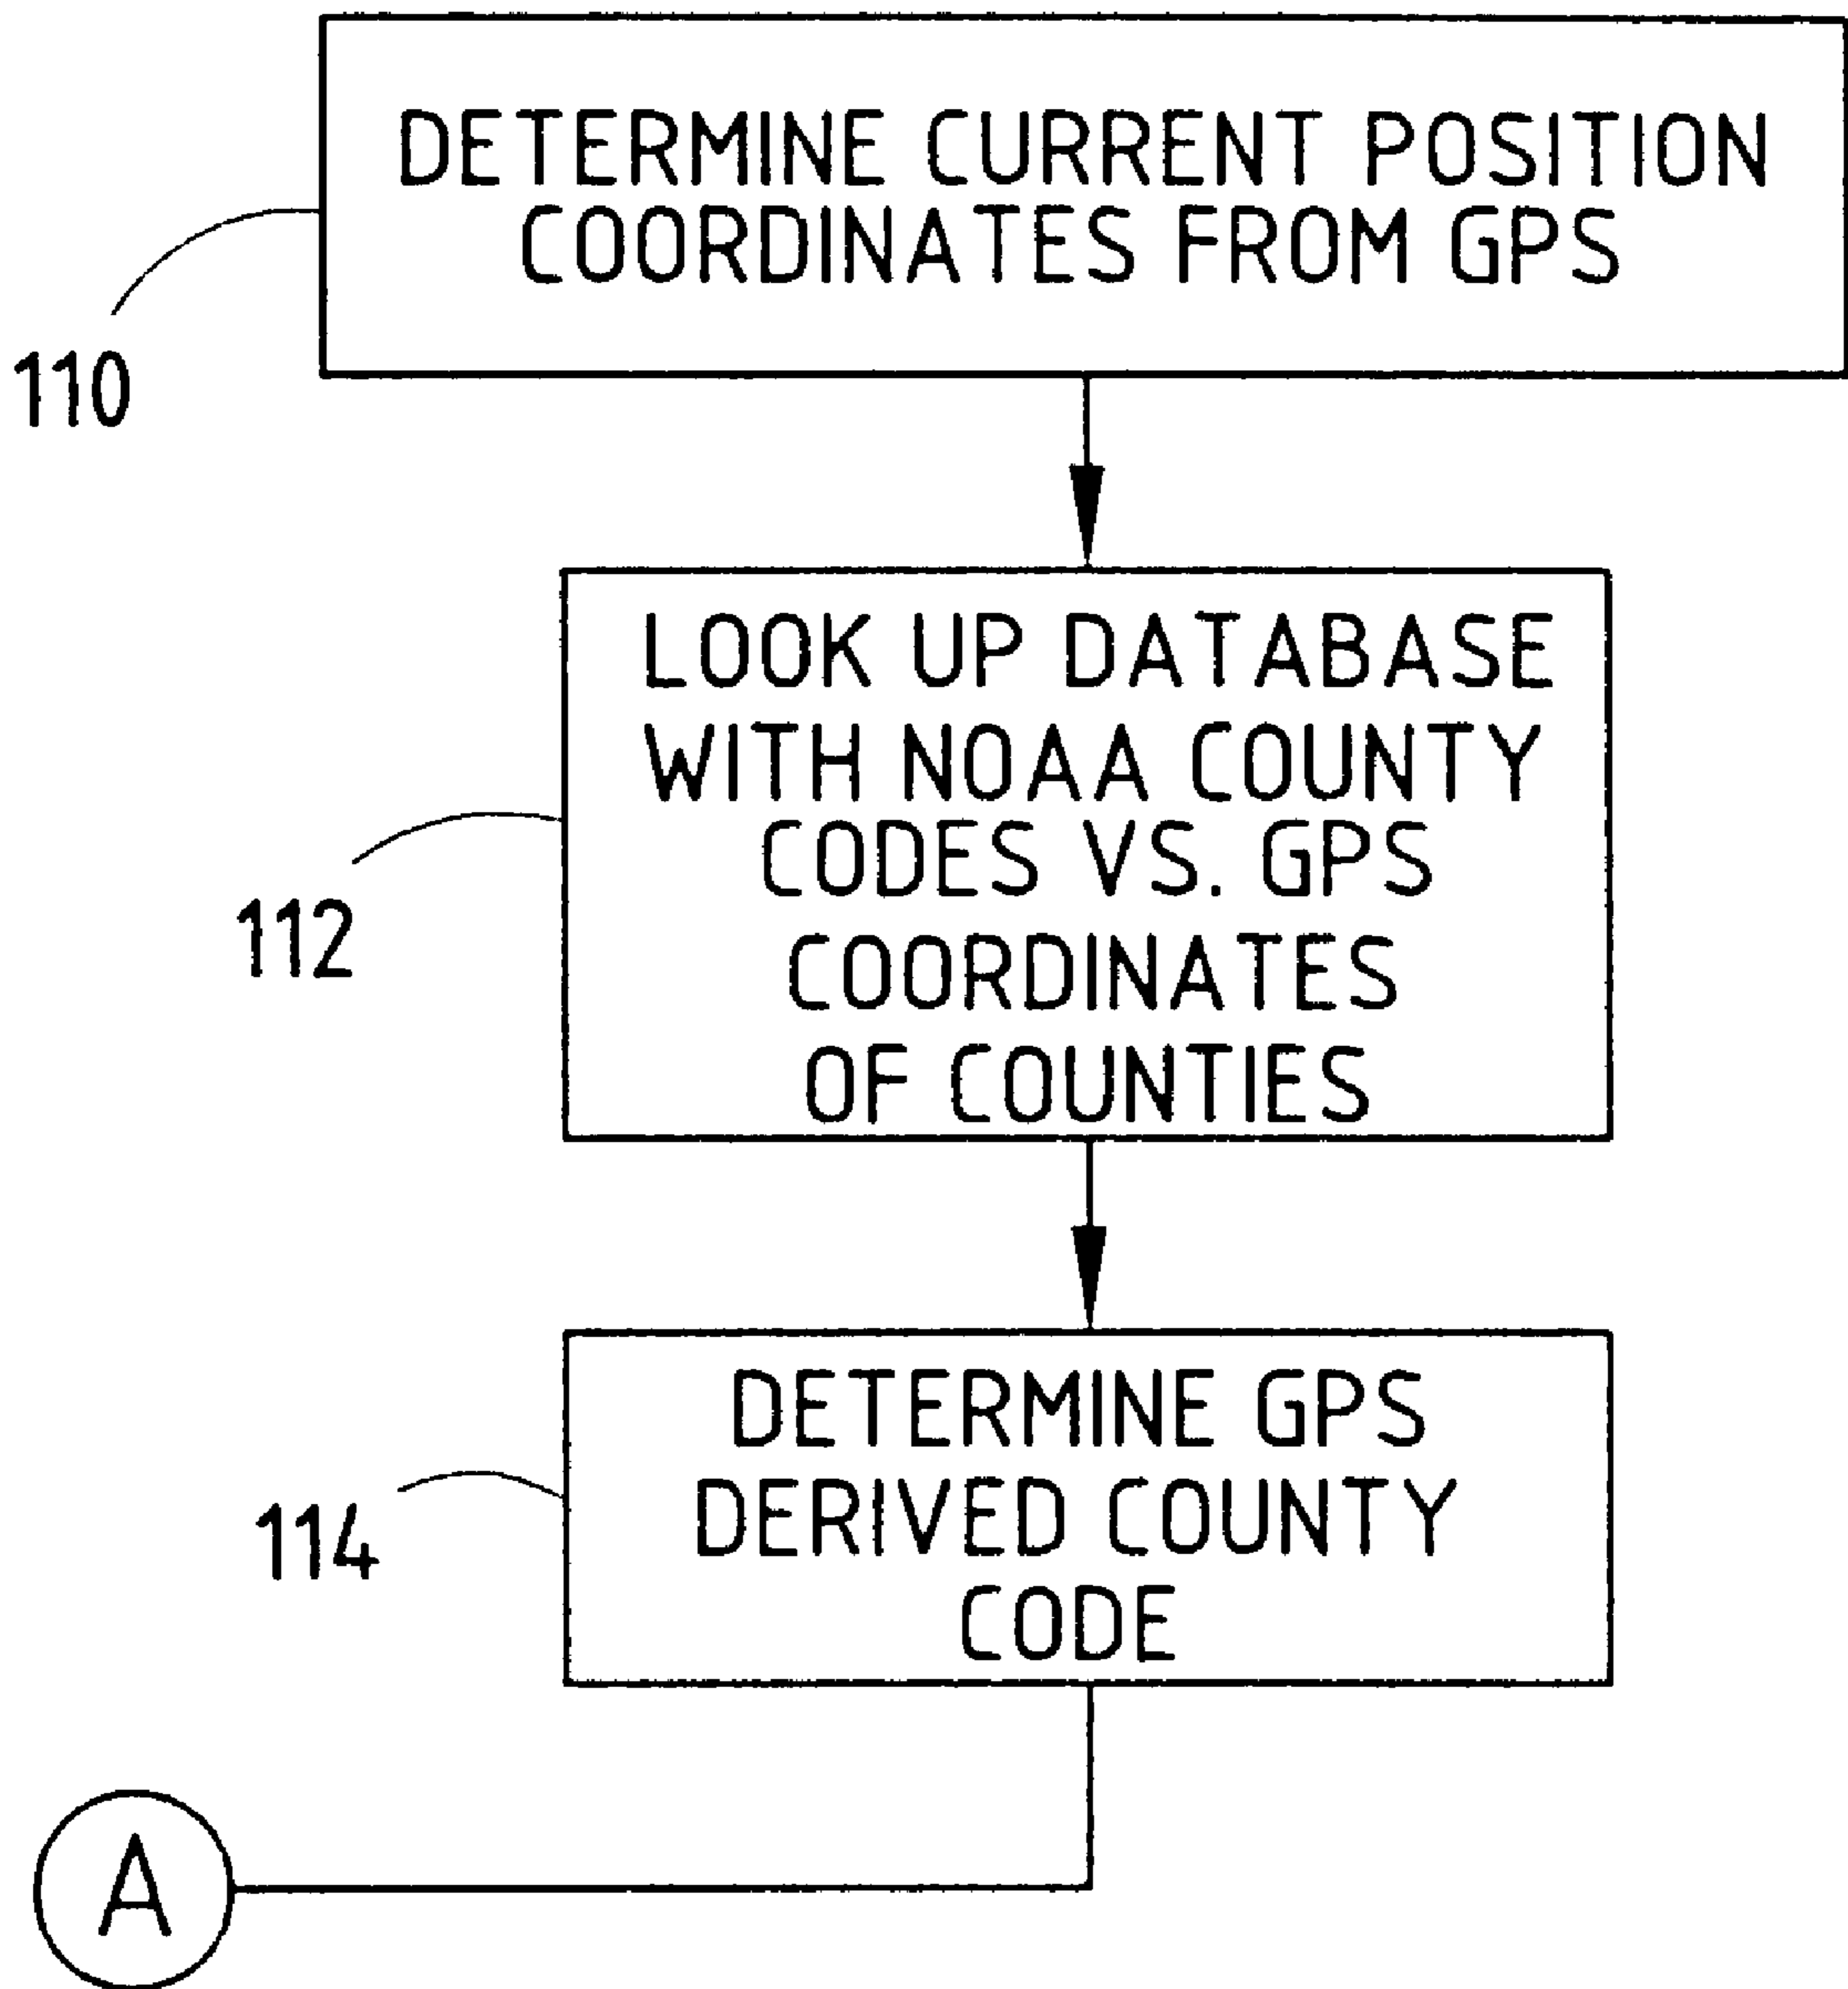 DETERMINE CURRENT POSITION
COORDINATES FROM GPS
110
LOOK UP DATABASE
WITH NOAA COUNTY
CODES VS. GPS
COORDINATES
OF COUNTIES
112
DETERMINE GPS
DERIVED COUNTY
CODE
114
A